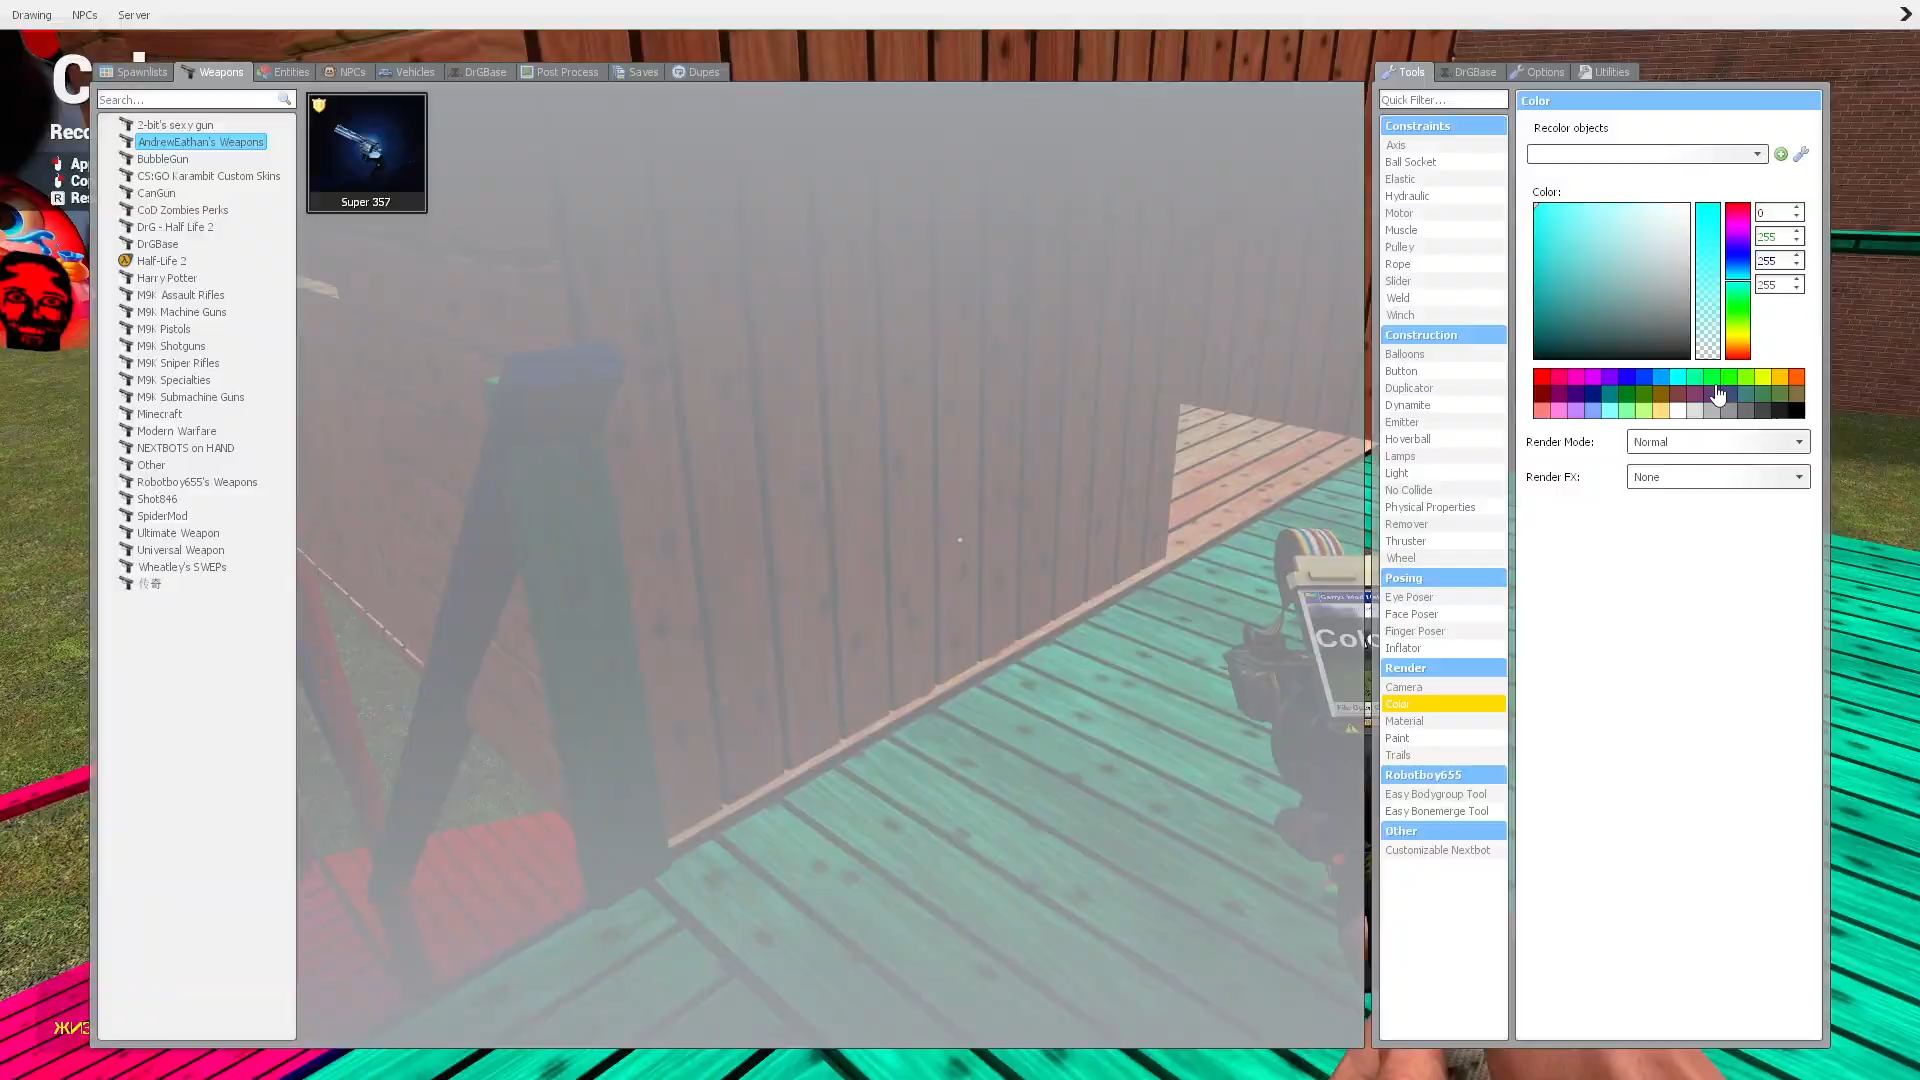 Drawing NPCs Server
Reco
R Res
Spawnlists Weapons Entities NPCs Vehicles DrGBase Post Process Saves Dupes
Search...
2-bit's sexy gun
AndrewEathan's Weapons
BubbleGun
CS:GO Karambit Custom Skins
CanGun
CoD Zombies Perks
DrG - Half Life 2
DrGBase
Half-Life 2
Harry Potter
M9K Assault Rifles
M9K Machine Guns
M9K Pistols
M9K Shotguns
M9K Sniper Rifles
M9K Specialties
M9K Submachine Guns
Minecraft
Modern Warfare
NEXTBOTS on HAND
Other
Robotboy655's Weapons
Shot846
SpiderMod
Ultimate Weapon
Universal Weapon
Wheatley's SWEPs
传奇
Super 357
Tools DrGBase Options Utilities
Quick Filter...
Constraints
Axis
Ball Socket
Elastic
Hydraulic
Motor
Muscle
Pulley
Rope
Slider
Weld
Winch
Construction
Balloons
Button
Duplicator
Dynamite
Emitter
Hoverball
Lamps
Light
No Collide
Physical Properties
Remover
Thruster
Wheel
Posing
Eye Poser
Face Poser
Finger Poser
Inflator
Render
Camera
Color
Material
Paint
Trails
Robotboy655
Easy Bodygroup Tool
Easy Bonemerge Tool
Other
Customizable Nextbot
Color
Recolor objects
Color:
0
255
255
255
Render Mode: Normal
Render FX: None
Colo
ЖИЗ